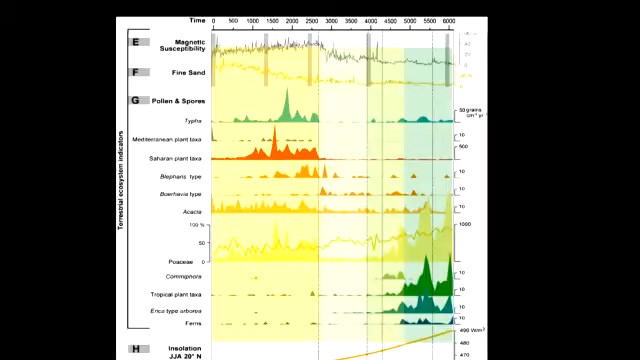 Time
0 500 1000 1500 2000 2500 3000 3500 4000 4500 5000 5500 6000
E Magnetic Susceptibility
F Fine Sand
G Pollen & Spores
Typha
50 grains cm⁻² yr⁻¹
Mediterranean plant taxa
10
Saharan plant taxa
500
Blepharis type
10
Boerhavia type
10
Acacia
10
100 %
50
0
1000
Poaceae
Commiphora
10
Tropical plant taxa
10
Erica type arborea
10
Ferns
10
Terrestrial ecosystem indicators
H Insolation
JJA 20° N
490 W/m²
480
470